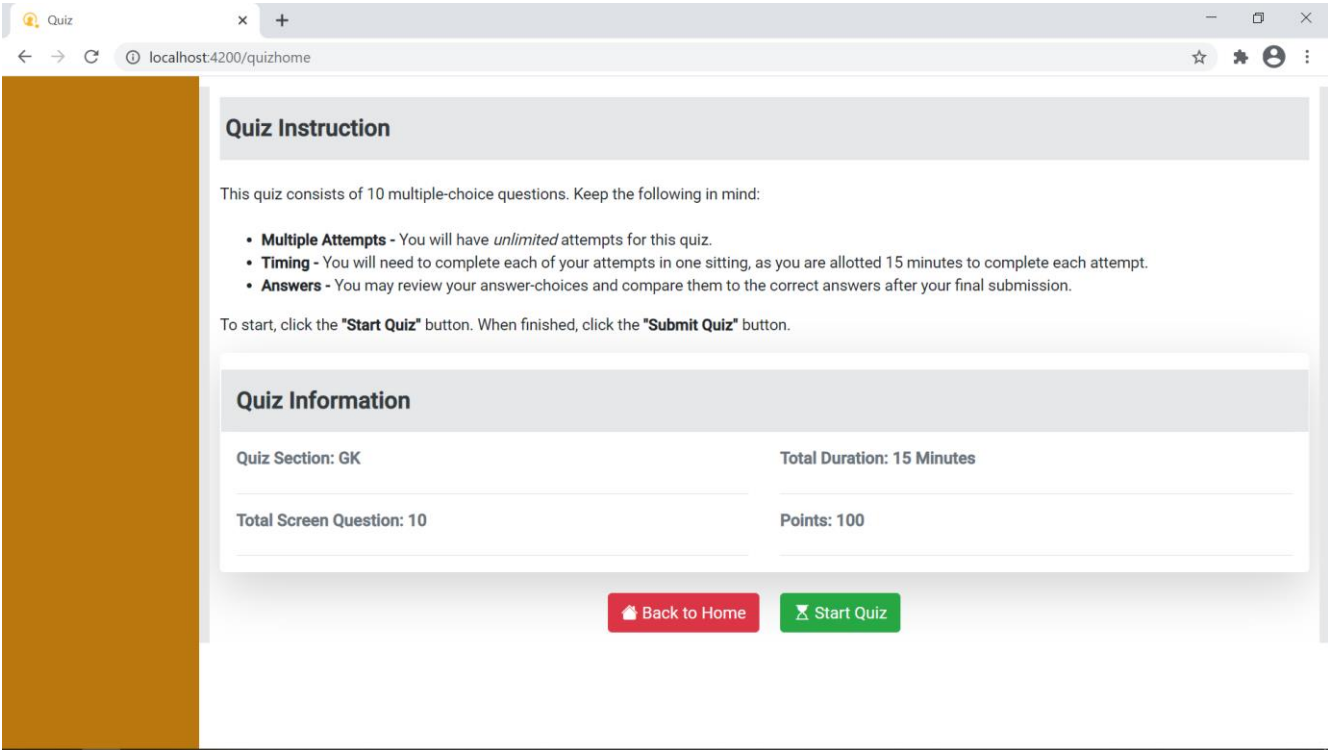 Quiz
localhost:4200/quizhome
Quiz Instruction
This quiz consists of 10 multiple-choice questions. Keep the following in mind:
• Multiple Attempts - You will have unlimited attempts for this quiz.
• Timing - You will need to complete each of your attempts in one sitting, as you are allotted 15 minutes to complete each attempt.
• Answers - You may review your answer-choices and compare them to the correct answers after your final submission.
To start, click the "Start Quiz" button. When finished, click the "Submit Quiz" button.
Quiz Information
Quiz Section: GK
Total Duration: 15 Minutes
Total Screen Question: 10
Points: 100
Back to Home
Start Quiz